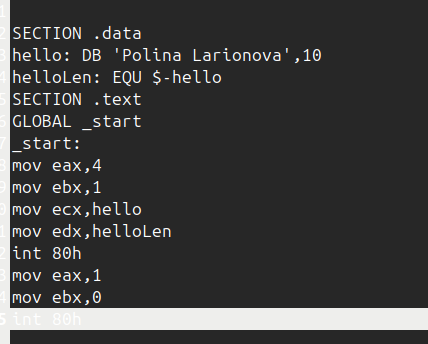 SECTION .data
hello: DB 'Polina Larionova',10
helloLen: EQU $-hello
SECTION .text
GLOBAL _start
_start:
mov eax,4
mov ebx,1
mov ecx,hello
mov edx,helloLen
int 80h
mov eax,1
mov ebx,0
int 80h